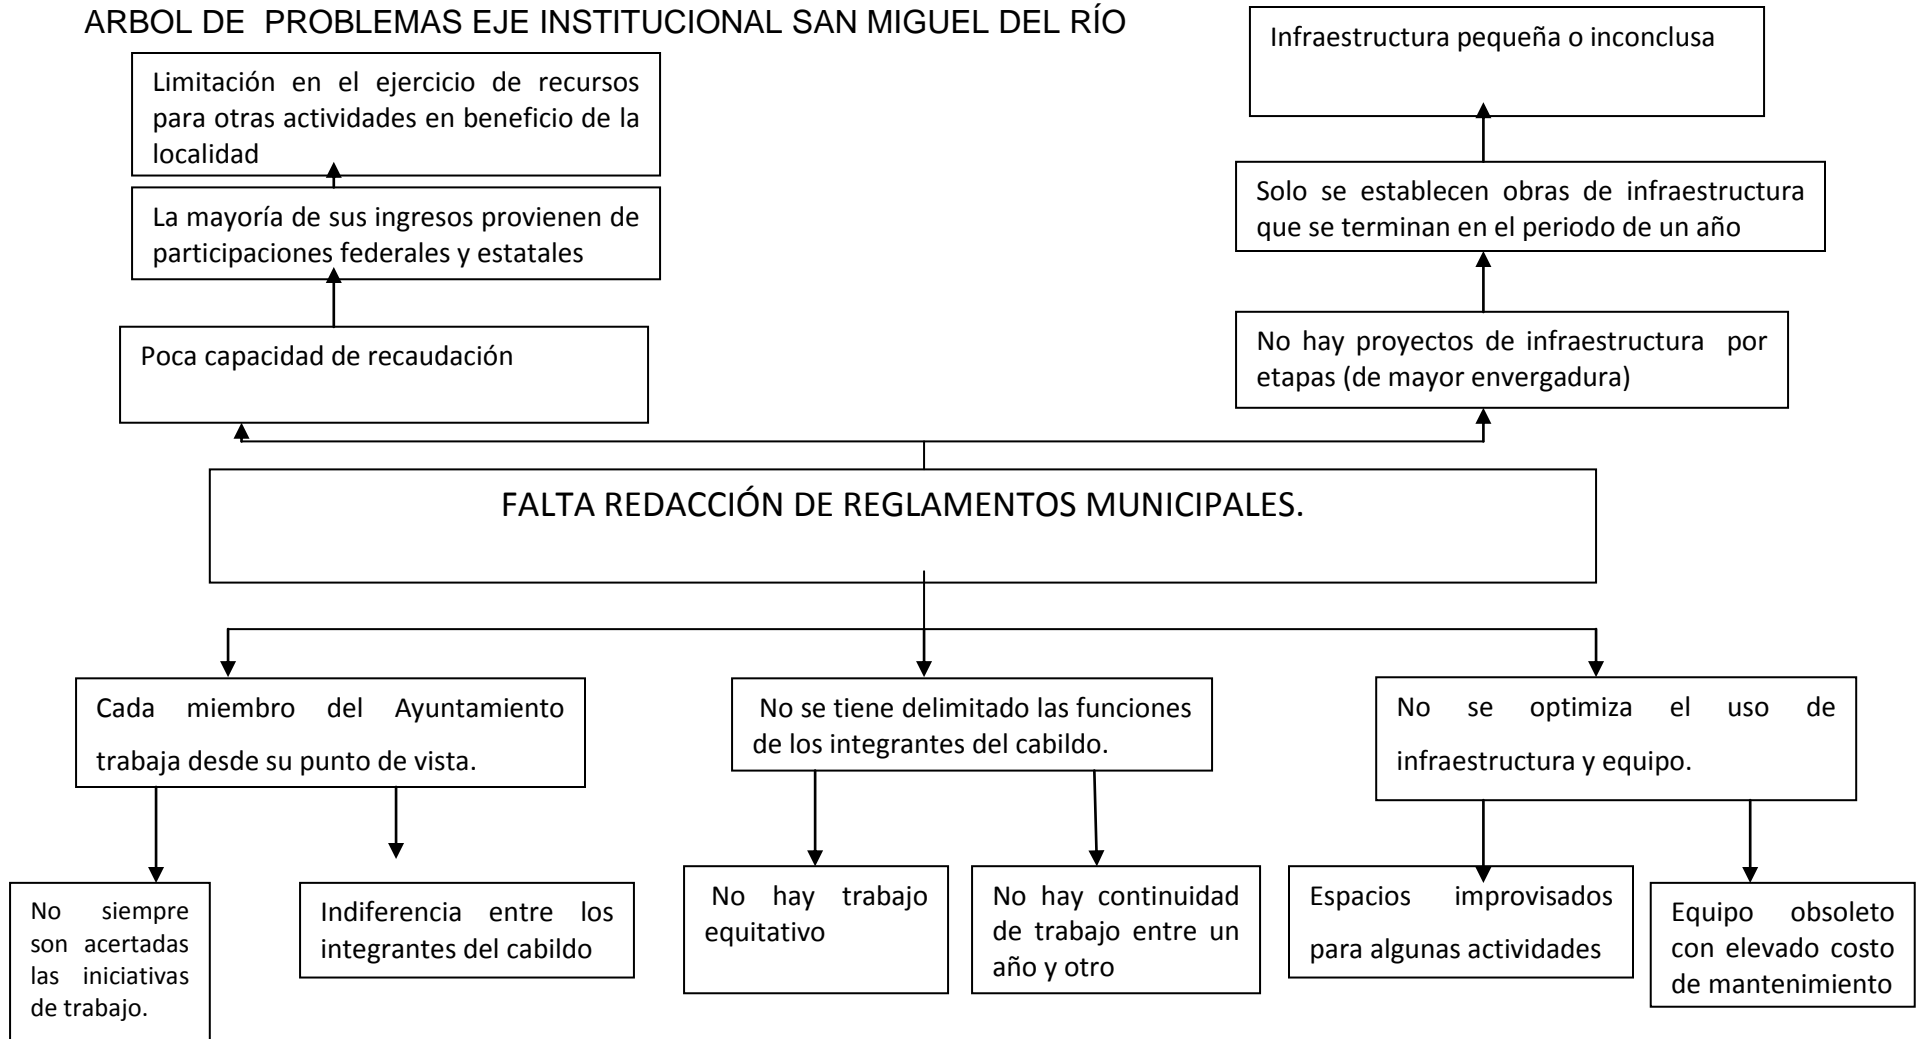 ARBOL DE PROBLEMAS EJE INSTITUCIONAL SAN MIGUEL DEL RÍO
Limitación en el ejercicio de recursos
para otras actividades en beneficio de la
localidad
La mayoría de sus ingresos provienen de
participaciones federales y estatales
Poca capacidad de recaudación
Infraestructura pequeña o inconclusa
Solo se establecen obras de infraestructura
que se terminan en el periodo de un año
No hay proyectos de infraestructura por
etapas (de mayor envergadura)
FALTA REDACCIÓN DE REGLAMENTOS MUNICIPALES.
Cada miembro del Ayuntamiento
trabaja desde su punto de vista.
No se tiene delimitado las funciones
de los integrantes del cabildo.
No se optimiza el uso de
infraestructura y equipo.
No siempre
son acertadas
las iniciativas
de trabajo.
Indiferencia entre los
integrantes del cabildo
No hay trabajo
equitativo
No hay continuidad
de trabajo entre un
año y otro
Espacios improvisados
para algunas actividades
Equipo obsoleto
con elevado costo
de mantenimiento